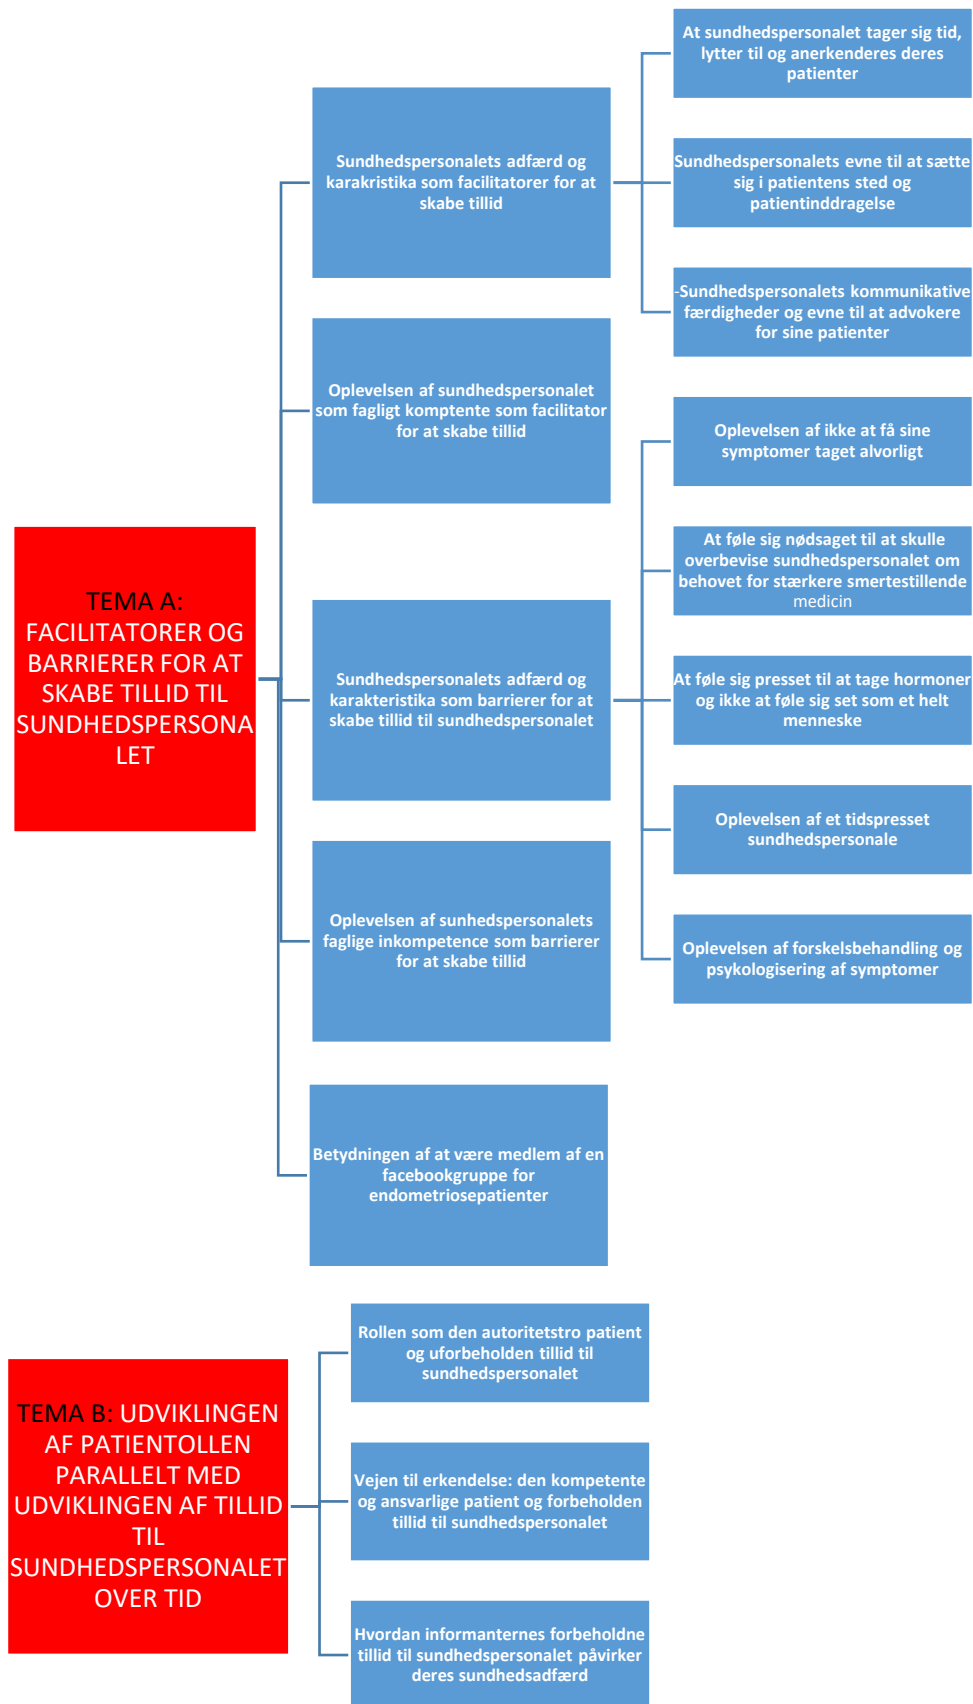 TEMA A:
FACILITATORER OG
BARRIERER FOR AT
SKABE TILLID TIL
SUNDHEDSPERSONA
LET
Sundhedspersonalets adfærd og
karakristika som facilitatorer for at
skabe tillid
At sundhedspersonalet tager sig tid,
lytter til og anerkenderes deres
patienter
Sundhedspersonalets evne til at sætte
sig i patientens sted og
patientinddragelse
-Sundhedspersonalets kommunikative
færdigheder og evne til at advokere
for sine patienter
Oplevelsen af sundhedspersonalet
som fagligt komptente som facilitator
for at skabe tillid
Sundhedspersonalets adfærd og
karakteristika som barrierer for at
skabe tillid til sundhedspersonalet
Oplevelsen af ikke at få sine
symptomer taget alvorligt
At føle sig nødsaget til at skulle
overbevise sundhedspersonalet om
behovet for stærkere smertestillende
medicin
At føle sig presset til at tage hormoner
og ikke at føle sig set som et helt
menneske
Oplevelsen af et tidspresset
sundhedspersonale
Oplevelsen af forskelsbehandling og
psykologisering af symptomer
Oplevelsen af sunhedspersonalets
faglige inkompetence som barrierer
for at skabe tillid
Betydningen af at være medlem af en
facebookgruppe for
endometriosepatienter
TEMA B: UDVIKLINGEN
AF PATIENTOLLEN
PARALLELT MED
UDVIKLINGEN AF TILLID
TIL
SUNDHEDSPERSONALET
OVER TID
Rollen som den autoritetstro patient
og uforbeholden tillid til
sundhedspersonalet
Vejen til erkendelse: den kompetente
og ansvarlige patient og forbeholden
tillid til sundhedspersonalet
Hvordan informanternes forbeholdne
tillid til sundhedspersonalet påvirker
deres sundhedsadfærd